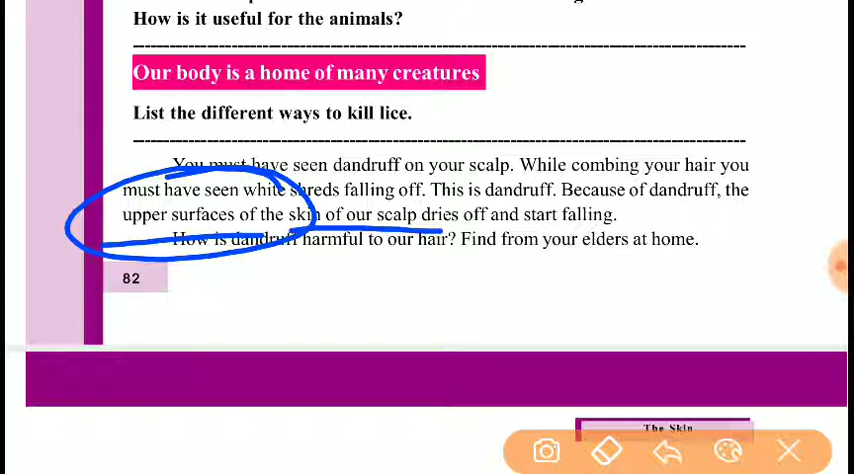 How is it useful for the animals?
Our body is a home of many creatures
List the different ways to kill lice.
You must have seen dandruff on your scalp. While combing your hair you
must have seen white shreds falling off. This is dandruff. Because of dandruff, the
upper surfaces of the skin of our scalp dries off and start falling.
How is dandruff harmful to our hair? Find from your elders at home.
82
The Skin